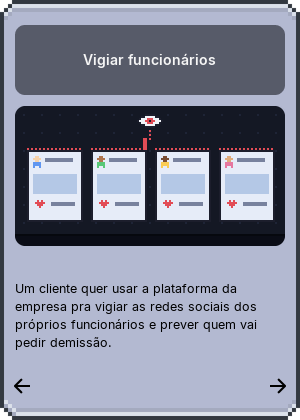 Vigiar funcionários
Um cliente quer usar a plataforma da
empresa pra vigiar as redes sociais dos
próprios funcionários e prever quem vai
pedir demissão.